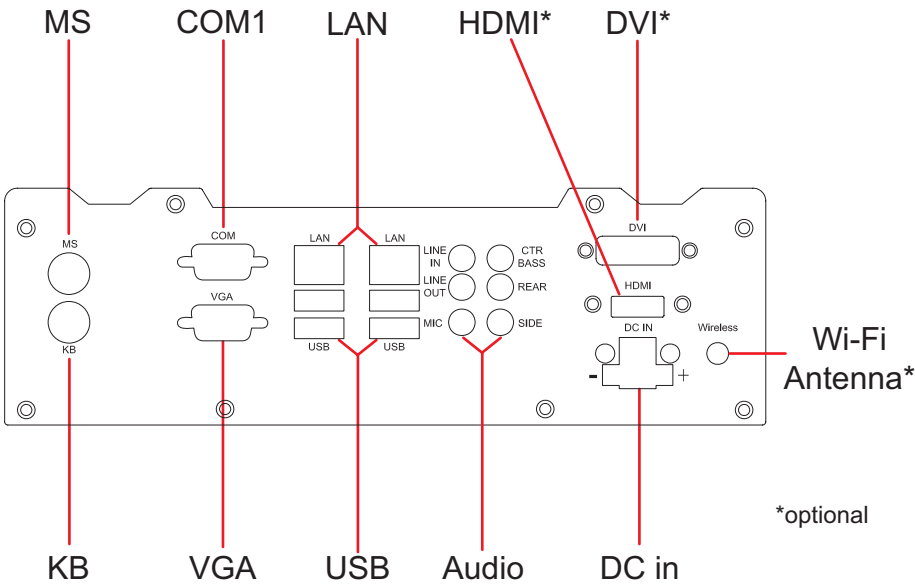 MS
COM1
LAN
HDMI*
DVI*
MS
COM
LAN
LAN
LINE
IN
CTR
BASS
DVI
VGA
LINE
OUT
REAR
HDMI
MIC
SIDE
DC IN
Wireless
KB
USB
USB
-
+
Wi-Fi
Antenna*
*optional
KB
VGA
USB
Audio
DC in